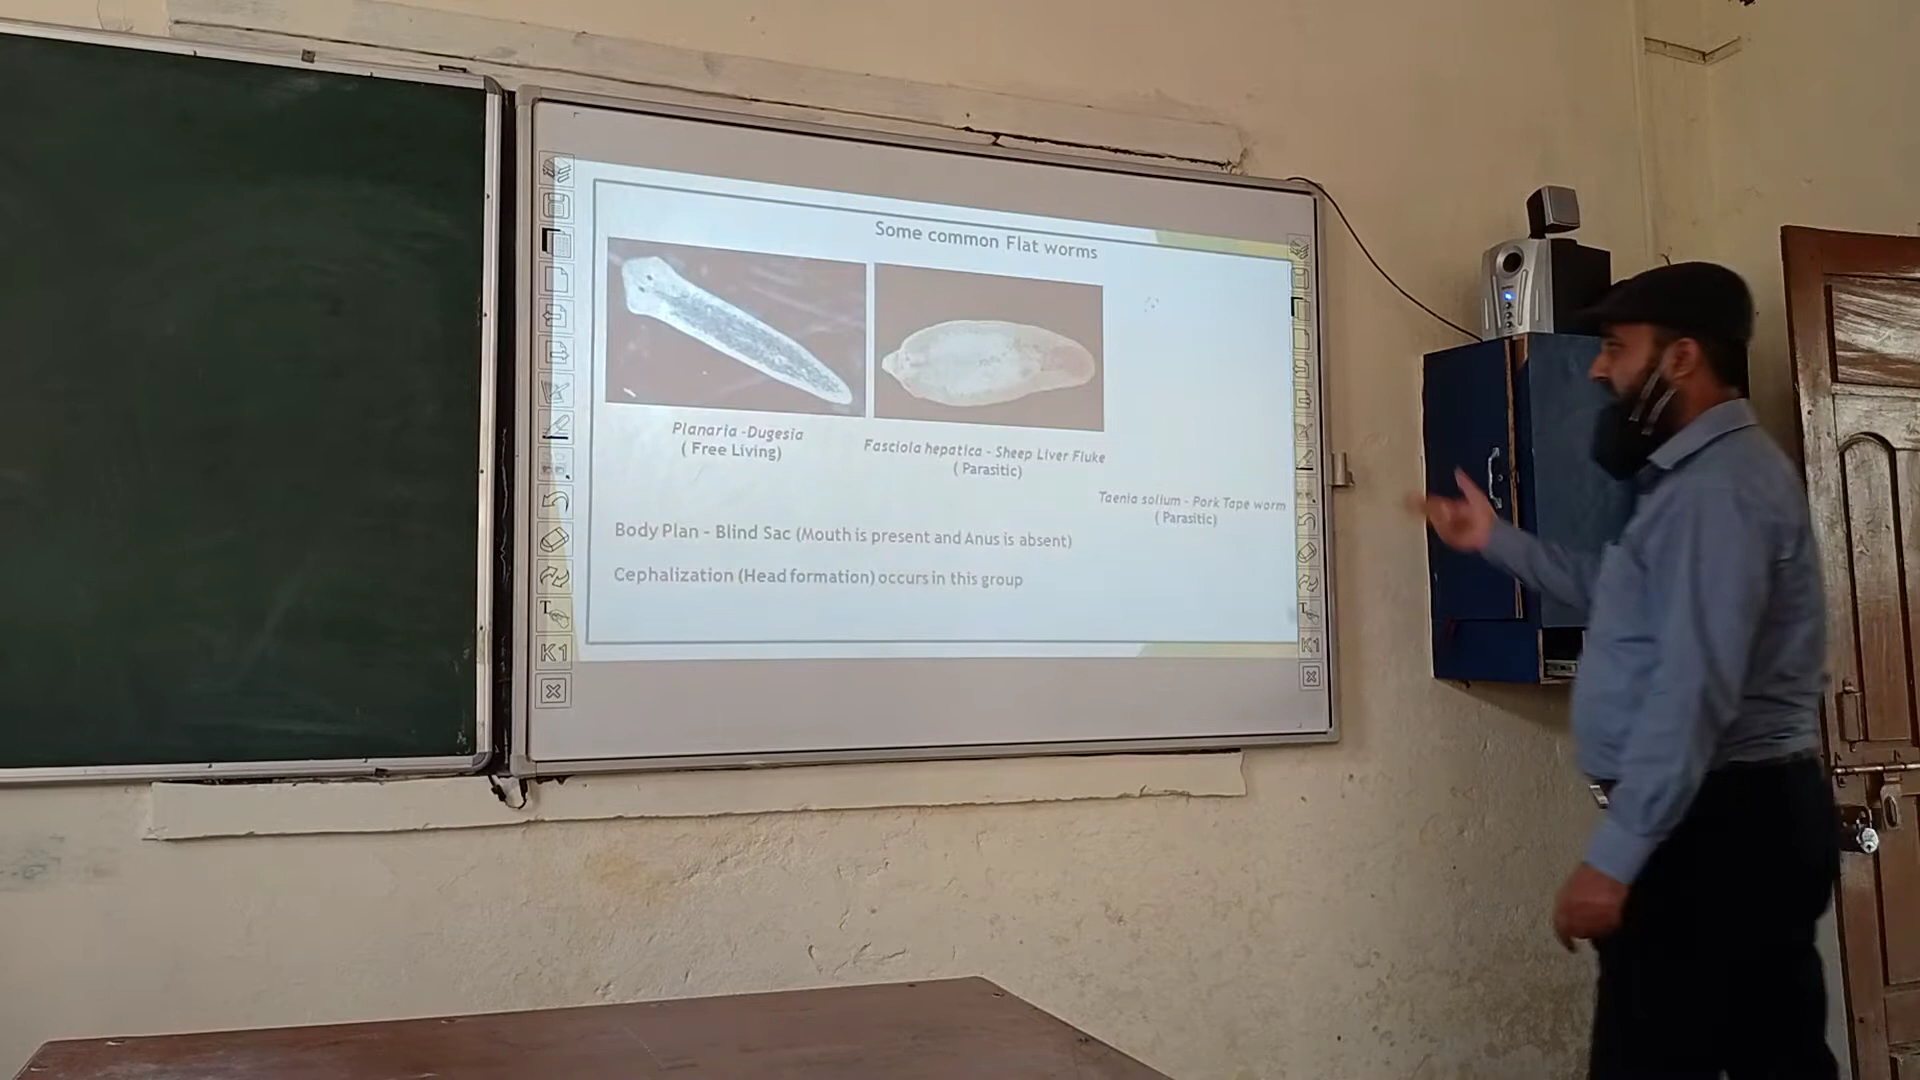 Some common Flat worms
Planaria -Dugesia
( Free Living)
Fasciola hepatica - Sheep Liver Fluke
( Parasitic)
Taenia solium - Pork Tape worm
( Parasitic)
Body Plan - Blind Sac (Mouth is present and Anus is absent)
Cephalization (Head formation) occurs in this group
T
K1
T
K1